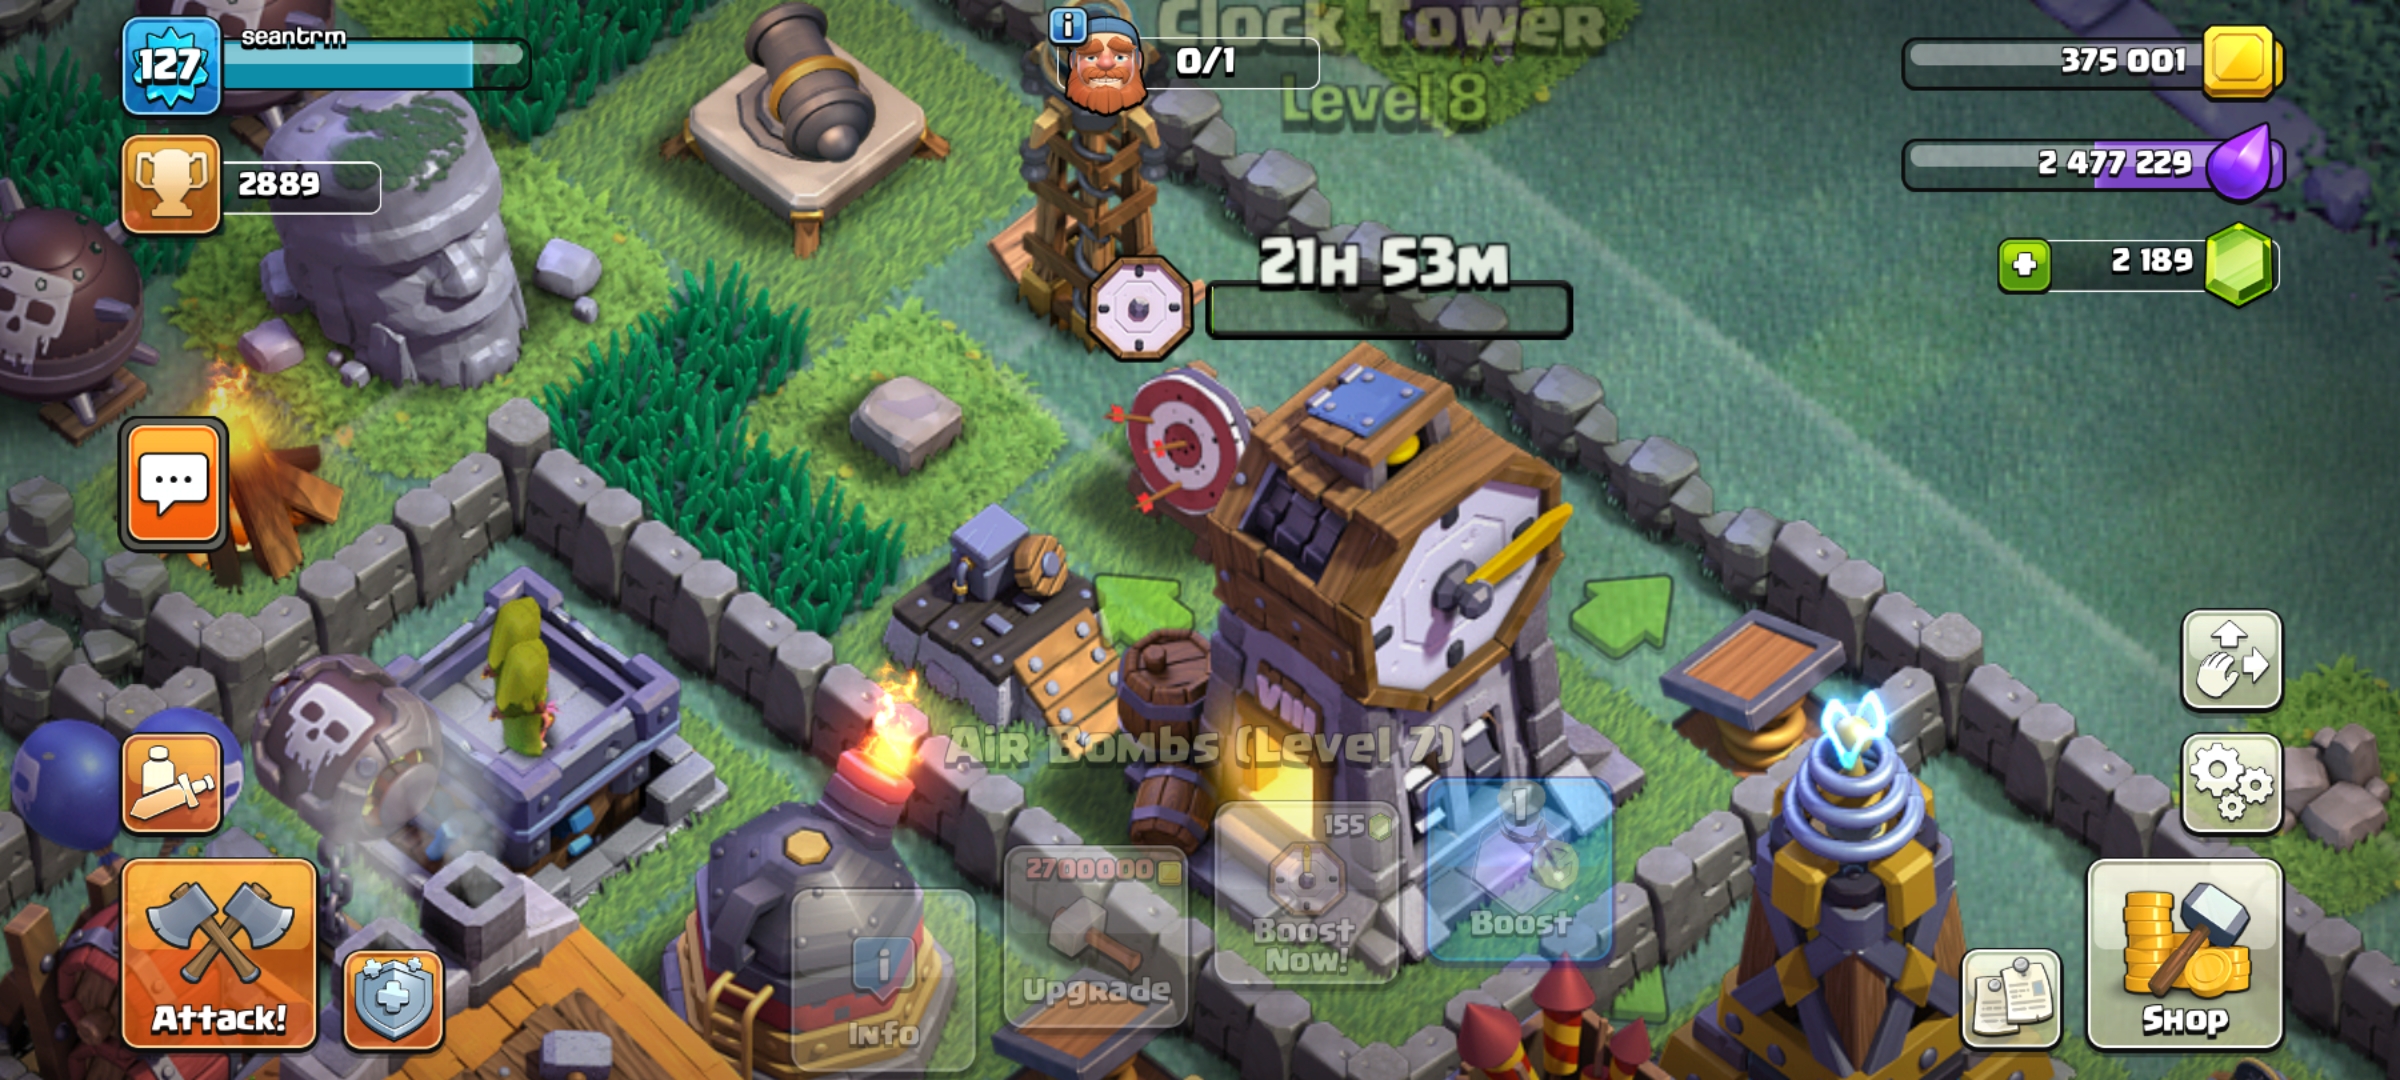 127
seantrm
0/1
Clock Tower
Level 8
375 001
2889
2 477 229
21H 53M
2 189
VIII
Air Bombs (Level 7)
155
1
2700000
Boost
Now!
Boost
Upgrade
Info
Attack!
Shop